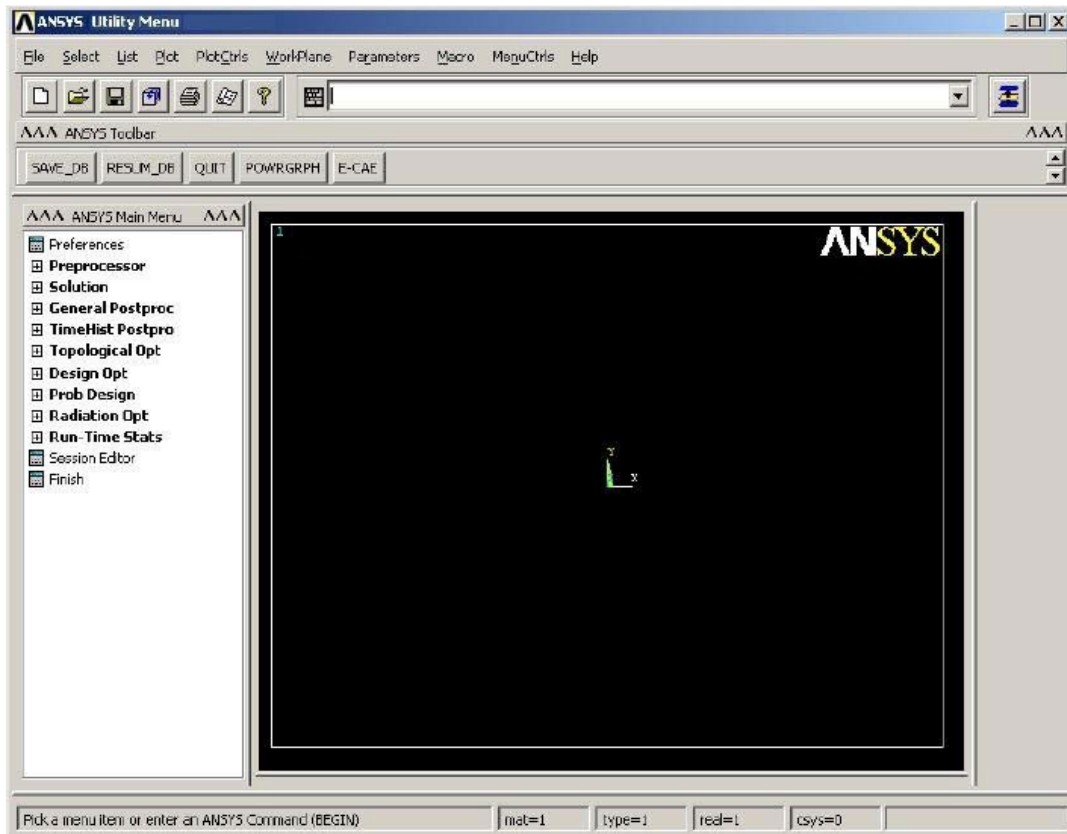 ANSYS Utility Menu
File Select List Plot PlotCtrls WorkPlane Parameters Macro MenuCtrls Help
ANSYS Toolbar
SAVE_DB RESUM_DB QUIT POWRGRPH E-CAE
ANSYS Main Menu
Preferences
Preprocessor
Solution
General Postproc
TimeHist Postpro
Topological Opt
Design Opt
Prob Design
Radiation Opt
Run-Time Stats
Session Editor
Finish
1
ANSYS
Y
X
Pick a menu item or enter an ANSYS Command (BEGIN) mat=1 type=1 real=1 csys=0